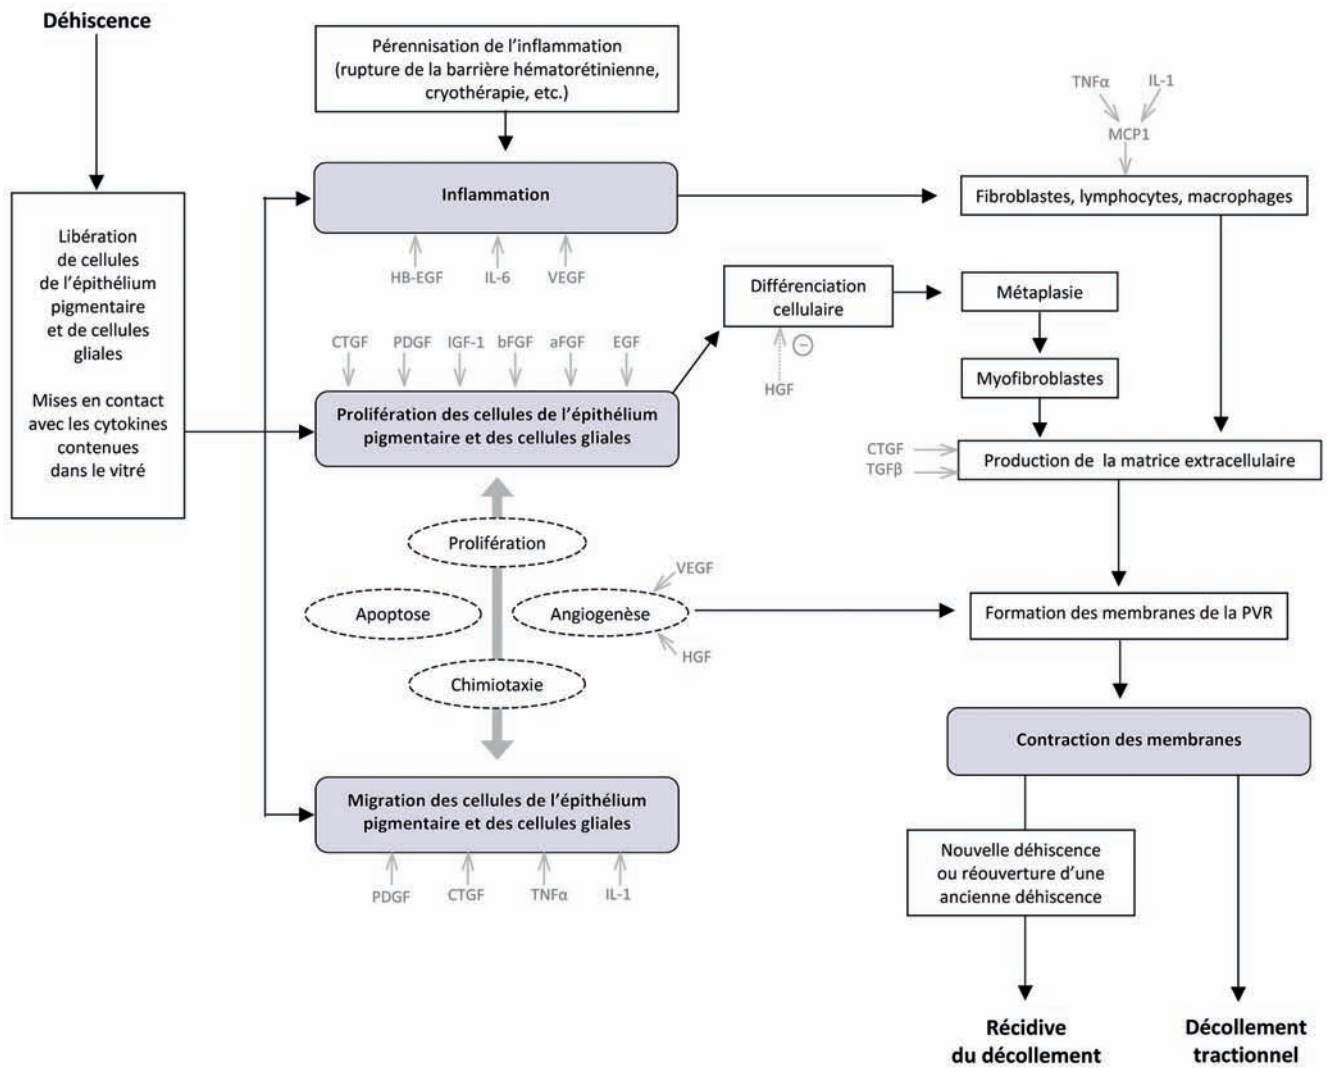 Déhiscence
Pérennisation de l’inflammation
(rupture de la barrière hématorétinienne,
cryothérapie, etc.)
TNFα
IL-1
MCP1
Inflammation
Fibroblastes, lymphocytes, macrophages
Libération
de cellules
de l’épithélium
pigmentaire
et de cellules
gliales
Mises en contact
avec les cytokines
contenues
dans le vitré
HB-EGF
IL-6
VEGF
Différenciation
cellulaire
Métaplasie
−
HGF
Myofibroblastes
CTGF
PDGF
IGF-1
bFGF
aFGF
EGF
Prolifération des cellules de l’épithélium
pigmentaire et des cellules gliales
CTGF
TGFβ
Production de la matrice extracellulaire
Prolifération
Apoptose
Angiogenèse
VEGF
HGF
Chimiotaxie
Formation des membranes de la PVR
Contraction des membranes
Migration des cellules de l’épithélium
pigmentaire et des cellules gliales
PDGF
CTGF
TNFα
IL-1
Nouvelle déhiscence
ou réouverture d’une
ancienne déhiscence
Récidive
du décollement
Décollement
tractionnel